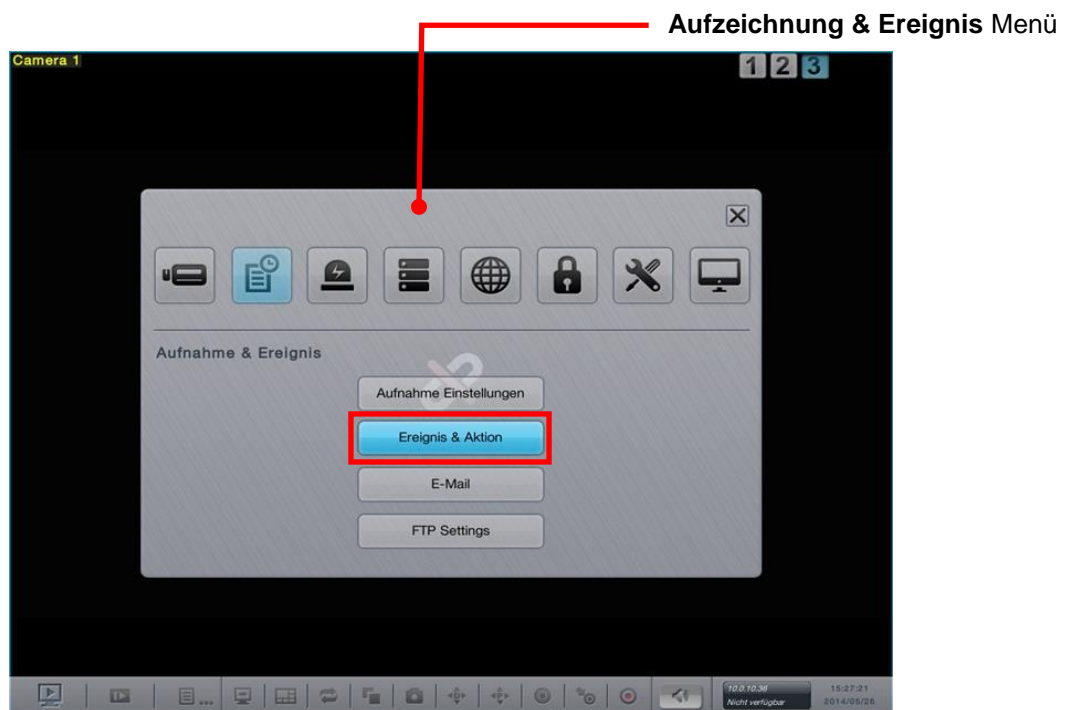 Aufzeichnung & Ereignis Menü
Camera 1
1 2 3
Aufnahme & Ereignis
Aufnahme Einstellungen
Ereignis & Aktion
E-Mail
FTP Settings
10.0.10.36 15:27:21
Nicht verfügbar 2014/05/26